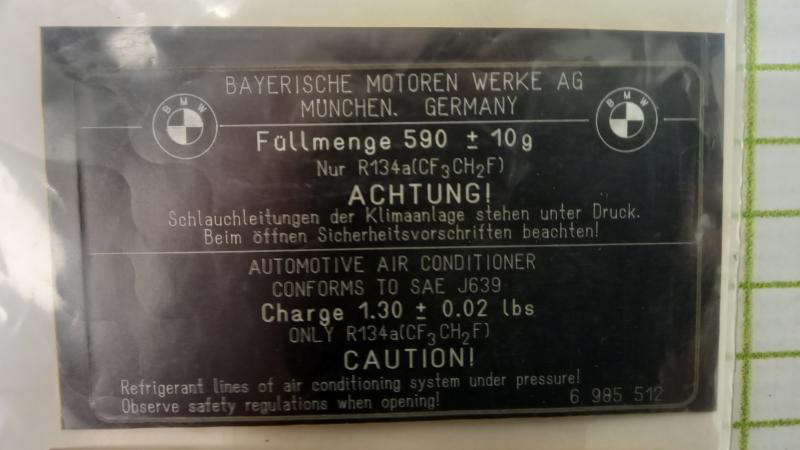 BAYERISCHE MOTOREN WERKE AG
MÜNCHEN. GERMANY
BMW
BMW
Füllmenge 590 ± 10g
Nur R134a(CF₃CH₂F)
ACHTUNG!
Schlauchleitungen der Klimaanlage stehen unter Druck.
Beim öffnen Sicherheitsvorschriften beachten!
AUTOMOTIVE AIR CONDITIONER
CONFORMS TO SAE J639
Charge 1.30 ± 0.02 lbs
ONLY R134a(CF₃CH₂F)
CAUTION!
Refrigerant lines of air conditioning system under pressure!
Observe safety regulations when opening!
6 985 512